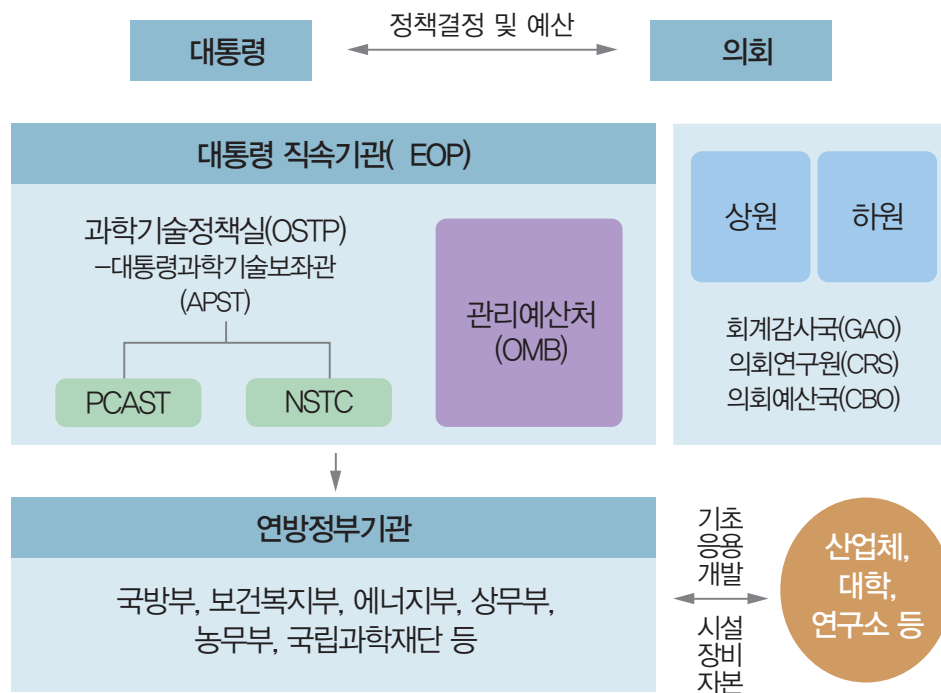 대통령
정책결정 및 예산
의회
대통령 직속기관( EOP)
과학기술정책실(OSTP)
-대통령과학기술보좌관
(APST)
PCAST
NSTC
관리예산처
(OMB)
상원
하원
회계감사국(GAO)
의회연구원(CRS)
의회예산국(CBO)
연방정부기관
국방부, 보건복지부, 에너지부, 상무부,
농무부, 국립과학재단 등
기초
응용
개발
시설
장비
자본
산업체,
대학,
연구소 등